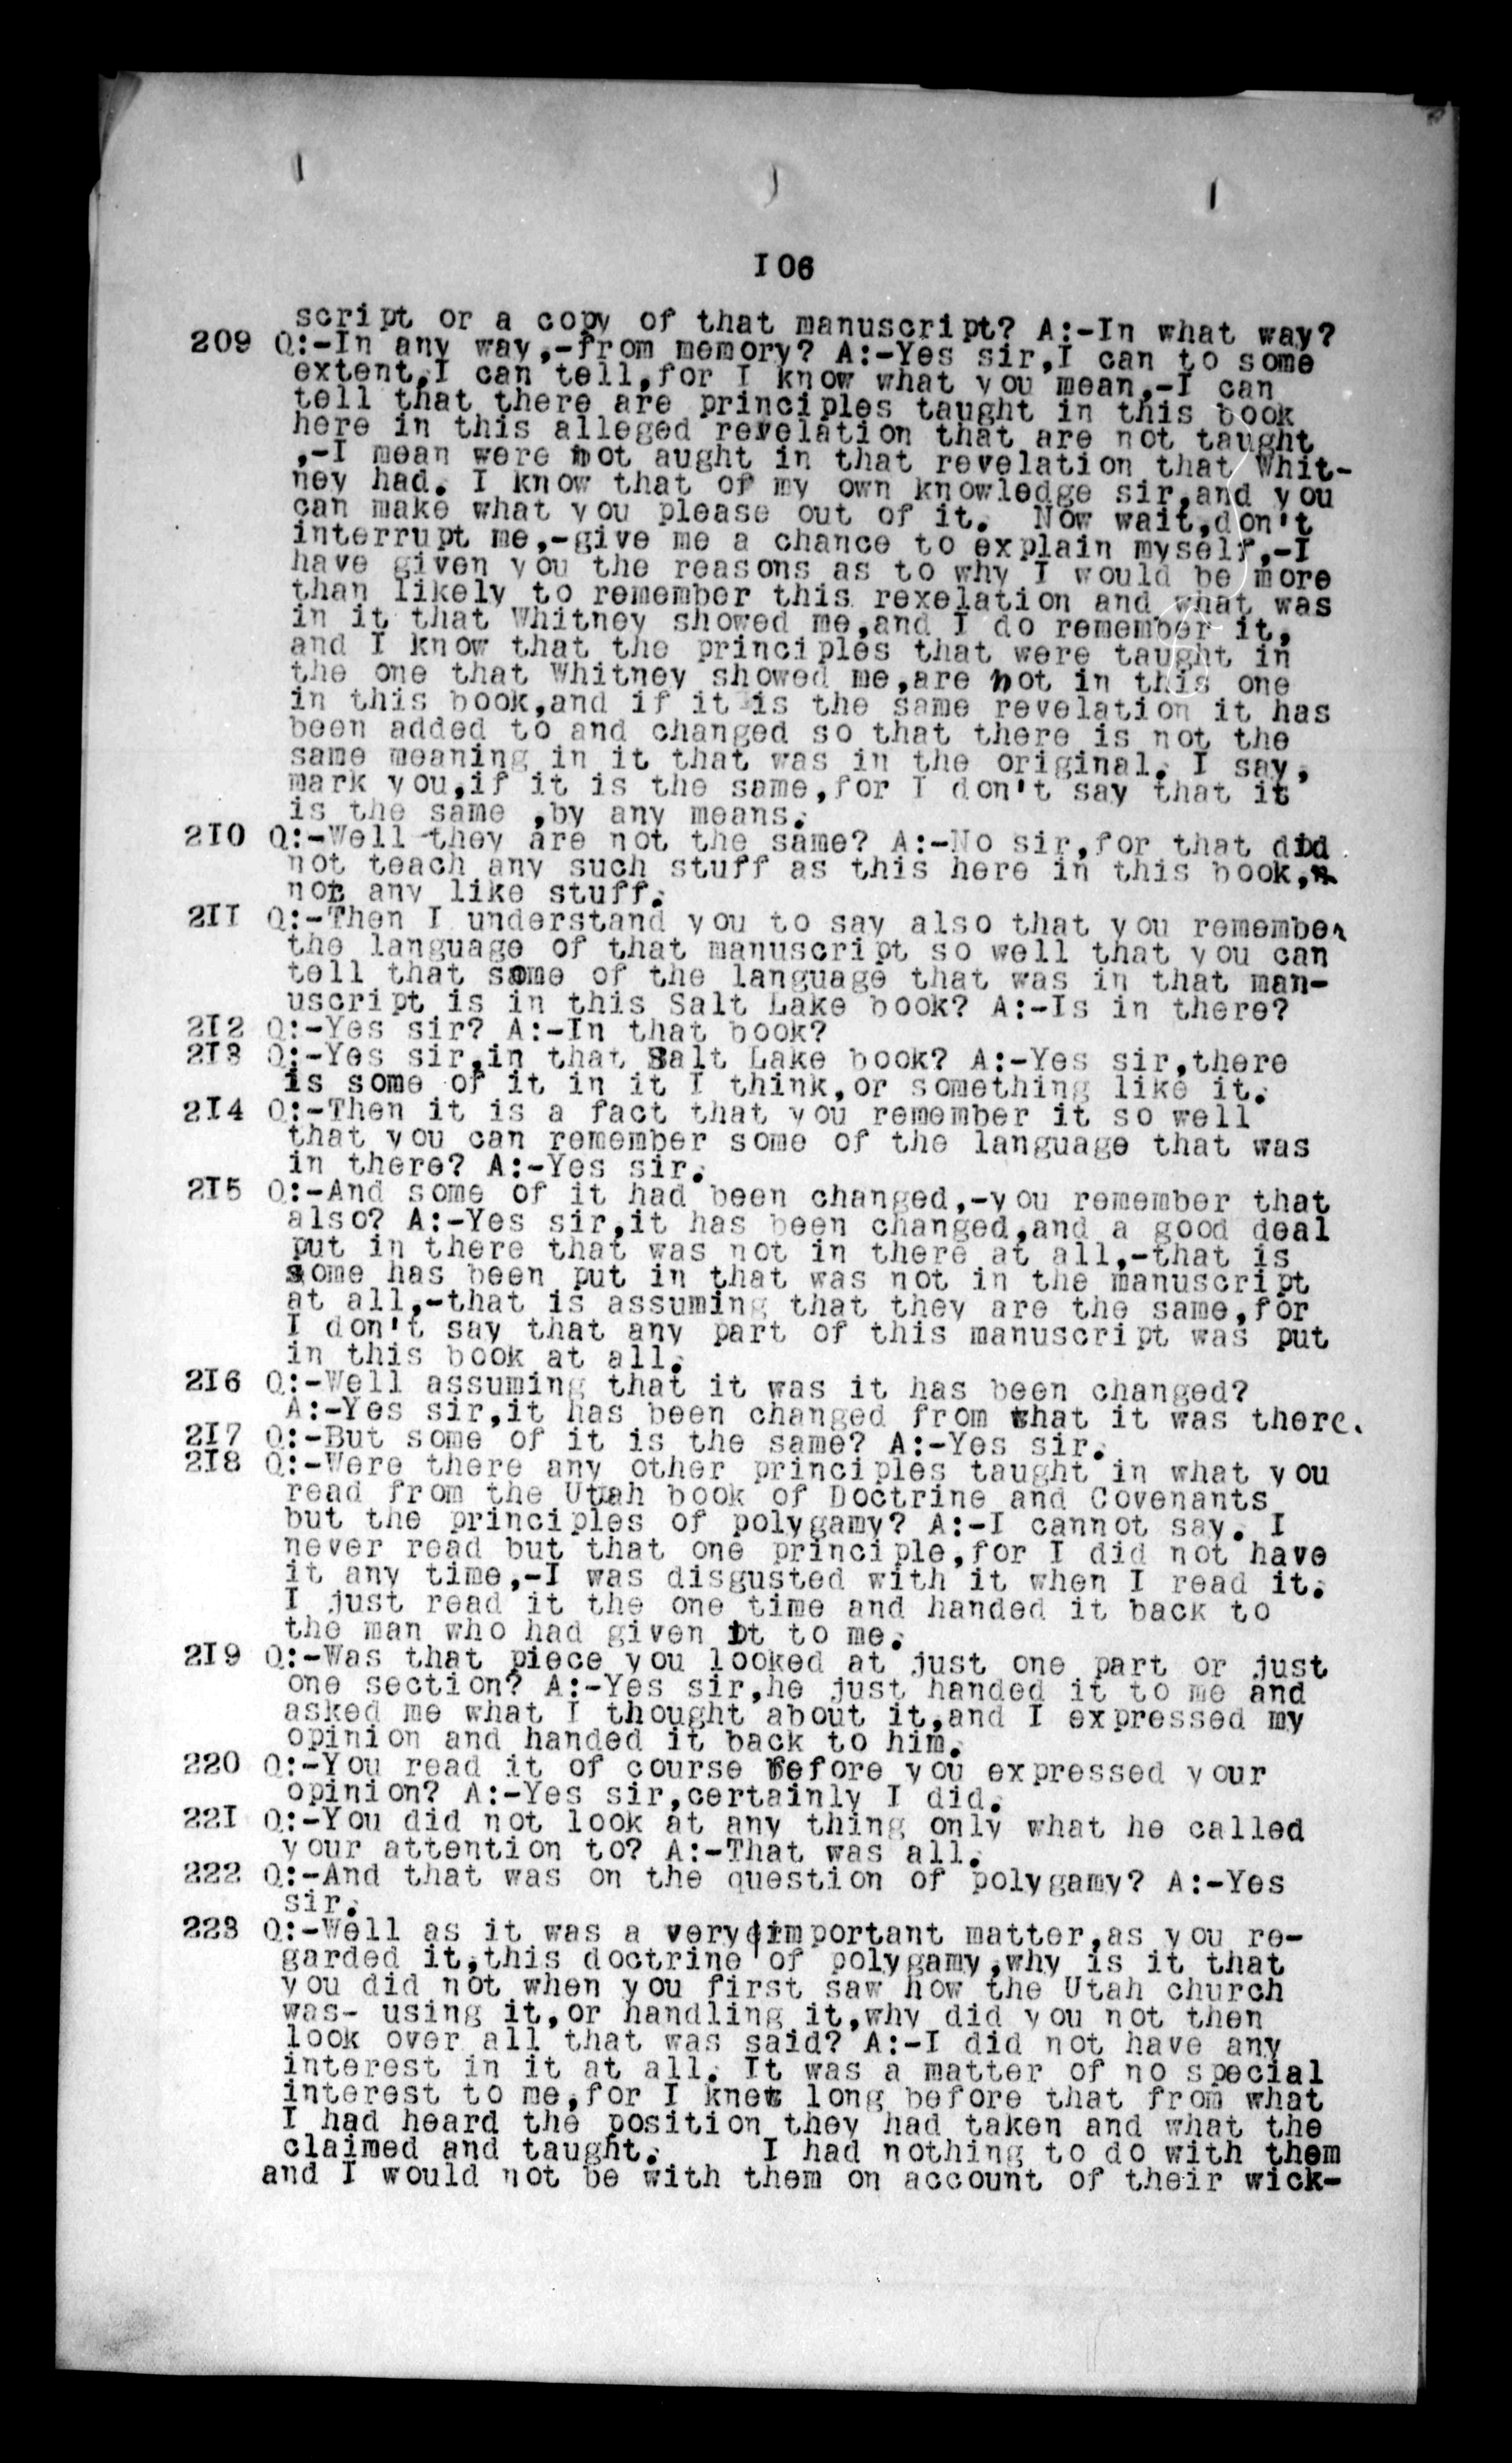 I06
script or a copy of that manuscript? A:-In what way?
209 Q:-In any way,-from memory? A:-Yes sir,I can to some
extent,I can tell,for I know what you mean,-I can
tell that there are principles taught in this book
here in this alleged revelation that are not taught
,-I mean were not aught in that revelation that Whit-
ney had. I know that of my own knowledge sir,and you
can make what you please out of it. Now wait,don't
interrupt me,-give me a chance to explain myself,-I
have given you the reasons as to why I would be more
than likely to remember this rexelation and what was
in it that Whitney showed me,and I do remember it,
and I know that the principles that were taught in
the one that Whitney showed me,are not in this one
in this book,and if it is the same revelation it has
been added to and changed so that there is not the
same meaning in it that was in the original. I say,
mark you,if it is the same,for I don't say that it
is the same ,by any means.
2I0 Q:-Well they are not the same? A:-No sir,for that did
not teach any such stuff as this here in this book,
nor any like stuff.
2II Q:-Then I understand you to say also that you remember
the language of that manuscript so well that you can
tell that some of the language that was in that man-
uscript is in this Salt Lake book? A:-Is in there?
2I2 Q:-Yes sir? A:-In that book?
2I3 Q:-Yes sir,in that Salt Lake book? A:-Yes sir,there
is some of it in it I think,or something like it.
2I4 Q:-Then it is a fact that you remember it so well
that you can remember some of the language that was
in there? A:-Yes sir.
2I5 Q:-And some of it had been changed,-you remember that
also? A:-Yes sir,it has been changed,and a good deal
put in there that was not in there at all,-that is
some has been put in that was not in the manuscript
at all,-that is assuming that they are the same,for
I don't say that any part of this manuscript was put
in this book at all.
2I6 Q:-Well assuming that it was it has been changed?
A:-Yes sir,it has been changed from what it was there.
2I7 Q:-But some of it is the same? A:-Yes sir.
2I8 Q:-Were there any other principles taught in what you
read from the Utah book of Doctrine and Covenants
but the principles of polygamy? A:-I cannot say. I
never read but that one principle,for I did not have
it any time,-I was disgusted with it when I read it.
I just read it the one time and handed it back to
the man who had given it to me.
2I9 Q:-Was that piece you looked at just one part or just
one section? A:-Yes sir,he just handed it to me and
asked me what I thought about it,and I expressed my
opinion and handed it back to him.
220 Q:-You read it of course before you expressed your
opinion? A:-Yes sir,certainly I did.
22I Q:-You did not look at any thing only what he called
your attention to? A:-That was all.
222 Q:-And that was on the question of polygamy? A:-Yes
sir.
223 Q:-Well as it was a very important matter,as you re-
garded it,this doctrine of polygamy,why is it that
you did not when you first saw how the Utah church
was- using it,or handling it,why did you not then
look over all that was said? A:-I did not have any
interest in it at all. It was a matter of no special
interest to me,for I knew long before that from what
I had heard the position they had taken and what the
claimed and taught. I had nothing to do with them
and I would not be with them on account of their wick-